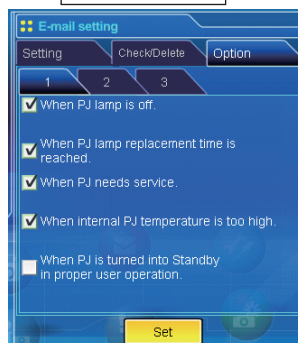 E-mail setting
Setting Check/Delete Option
1 2 3
When PJ lamp is off.
When PJ lamp replacement time is
reached.
When PJ needs service.
When internal PJ temperature is too high.
When PJ is turned into Standby
in proper user operation.
Set